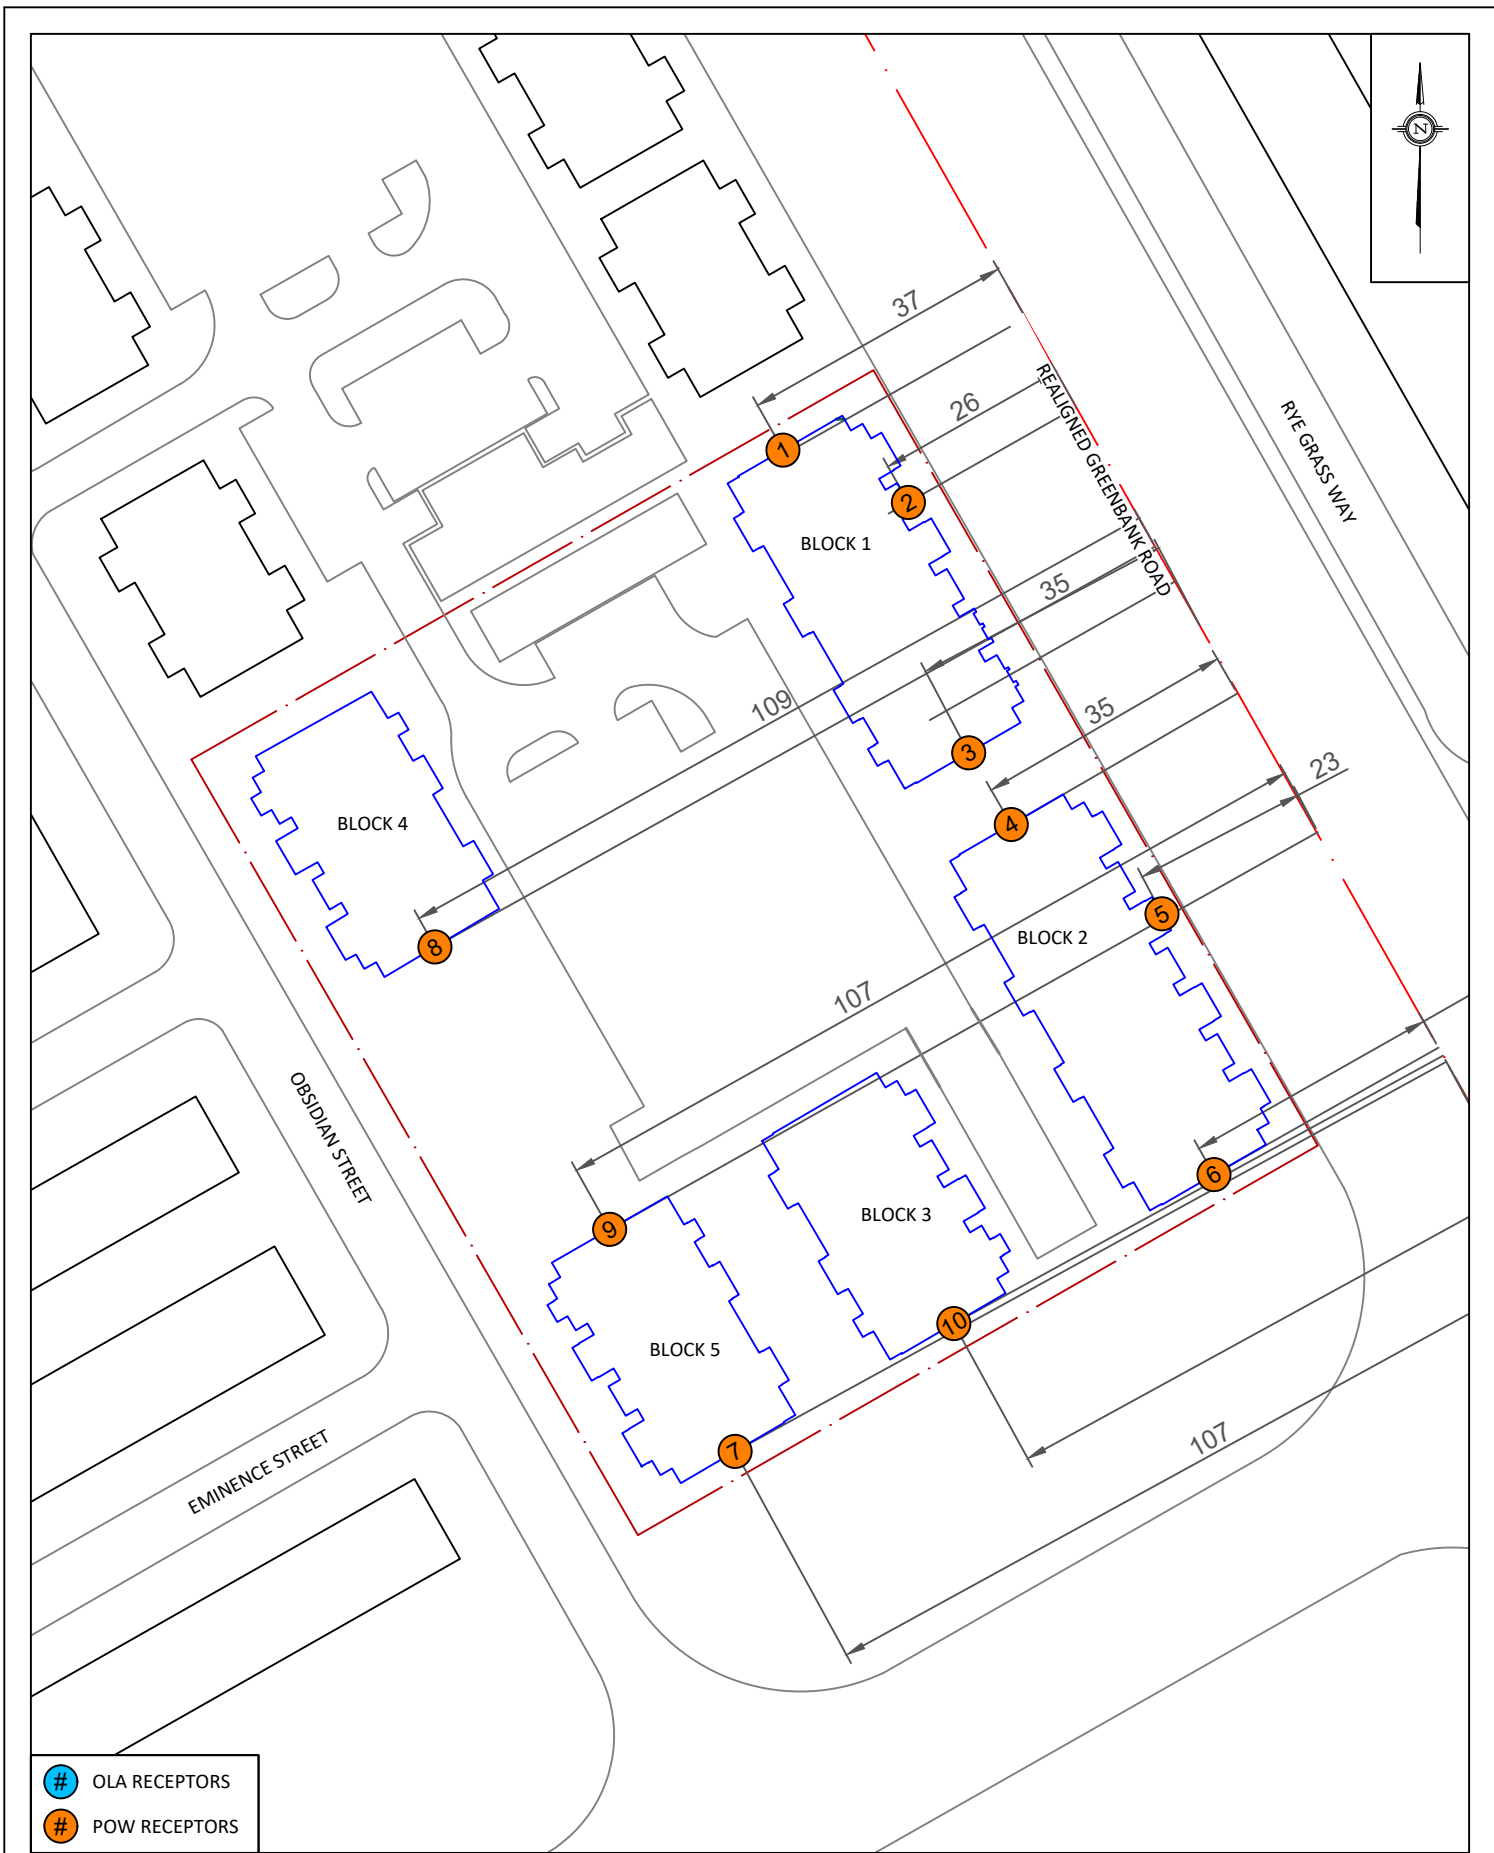 N
37
REALIGNED GREENBANK ROAD
RYE GRASS WAY
26
1
2
BLOCK 1
35
109
35
3
23
4
BLOCK 4
5
BLOCK 2
8
107
OBSIDIAN STREET
6
BLOCK 3
9
10
BLOCK 5
7
107
EMINENCE STREET
# OLA RECEPTORS
# POW RECEPTORS